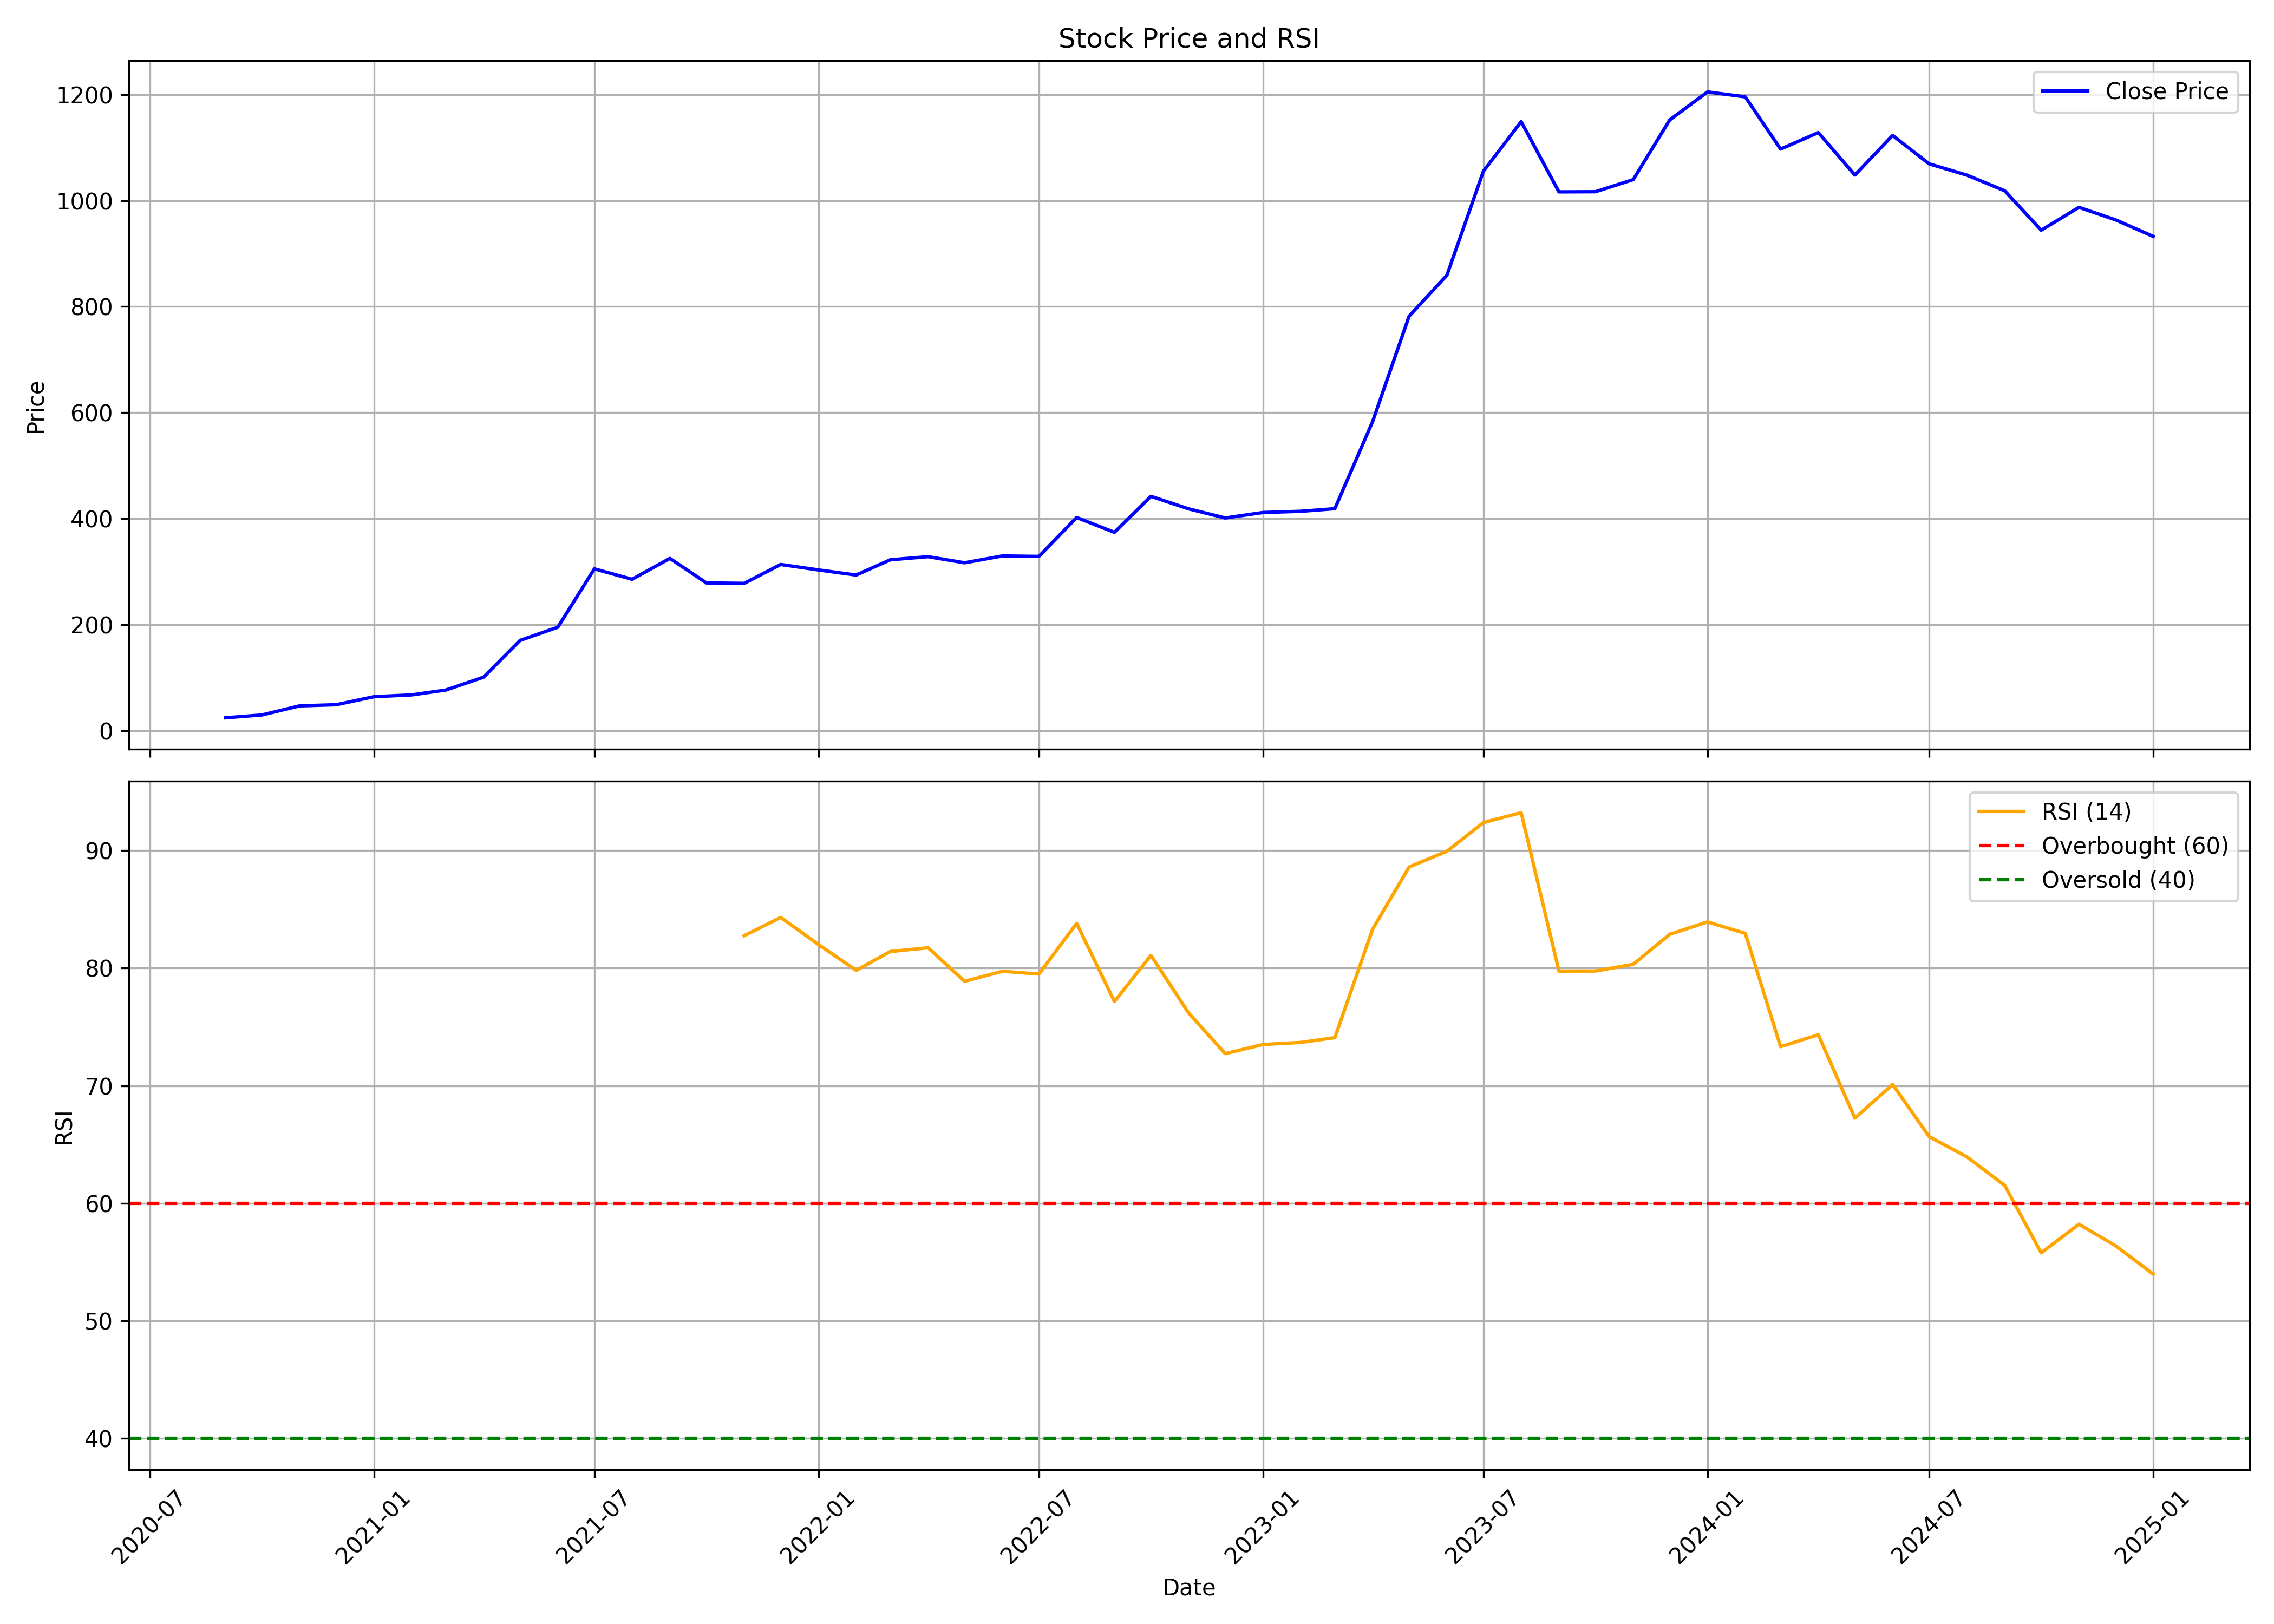 Stock Price and RSI
Close Price
1200
1000
800
600
400
200
0
Price
RSI (14)
Overbought (60)
Oversold (40)
90
80
70
60
50
40
RSI
2020-07
2021-01
2021-07
2022-01
2022-07
2023-01
2023-07
2024-01
2024-07
2025-01
Date